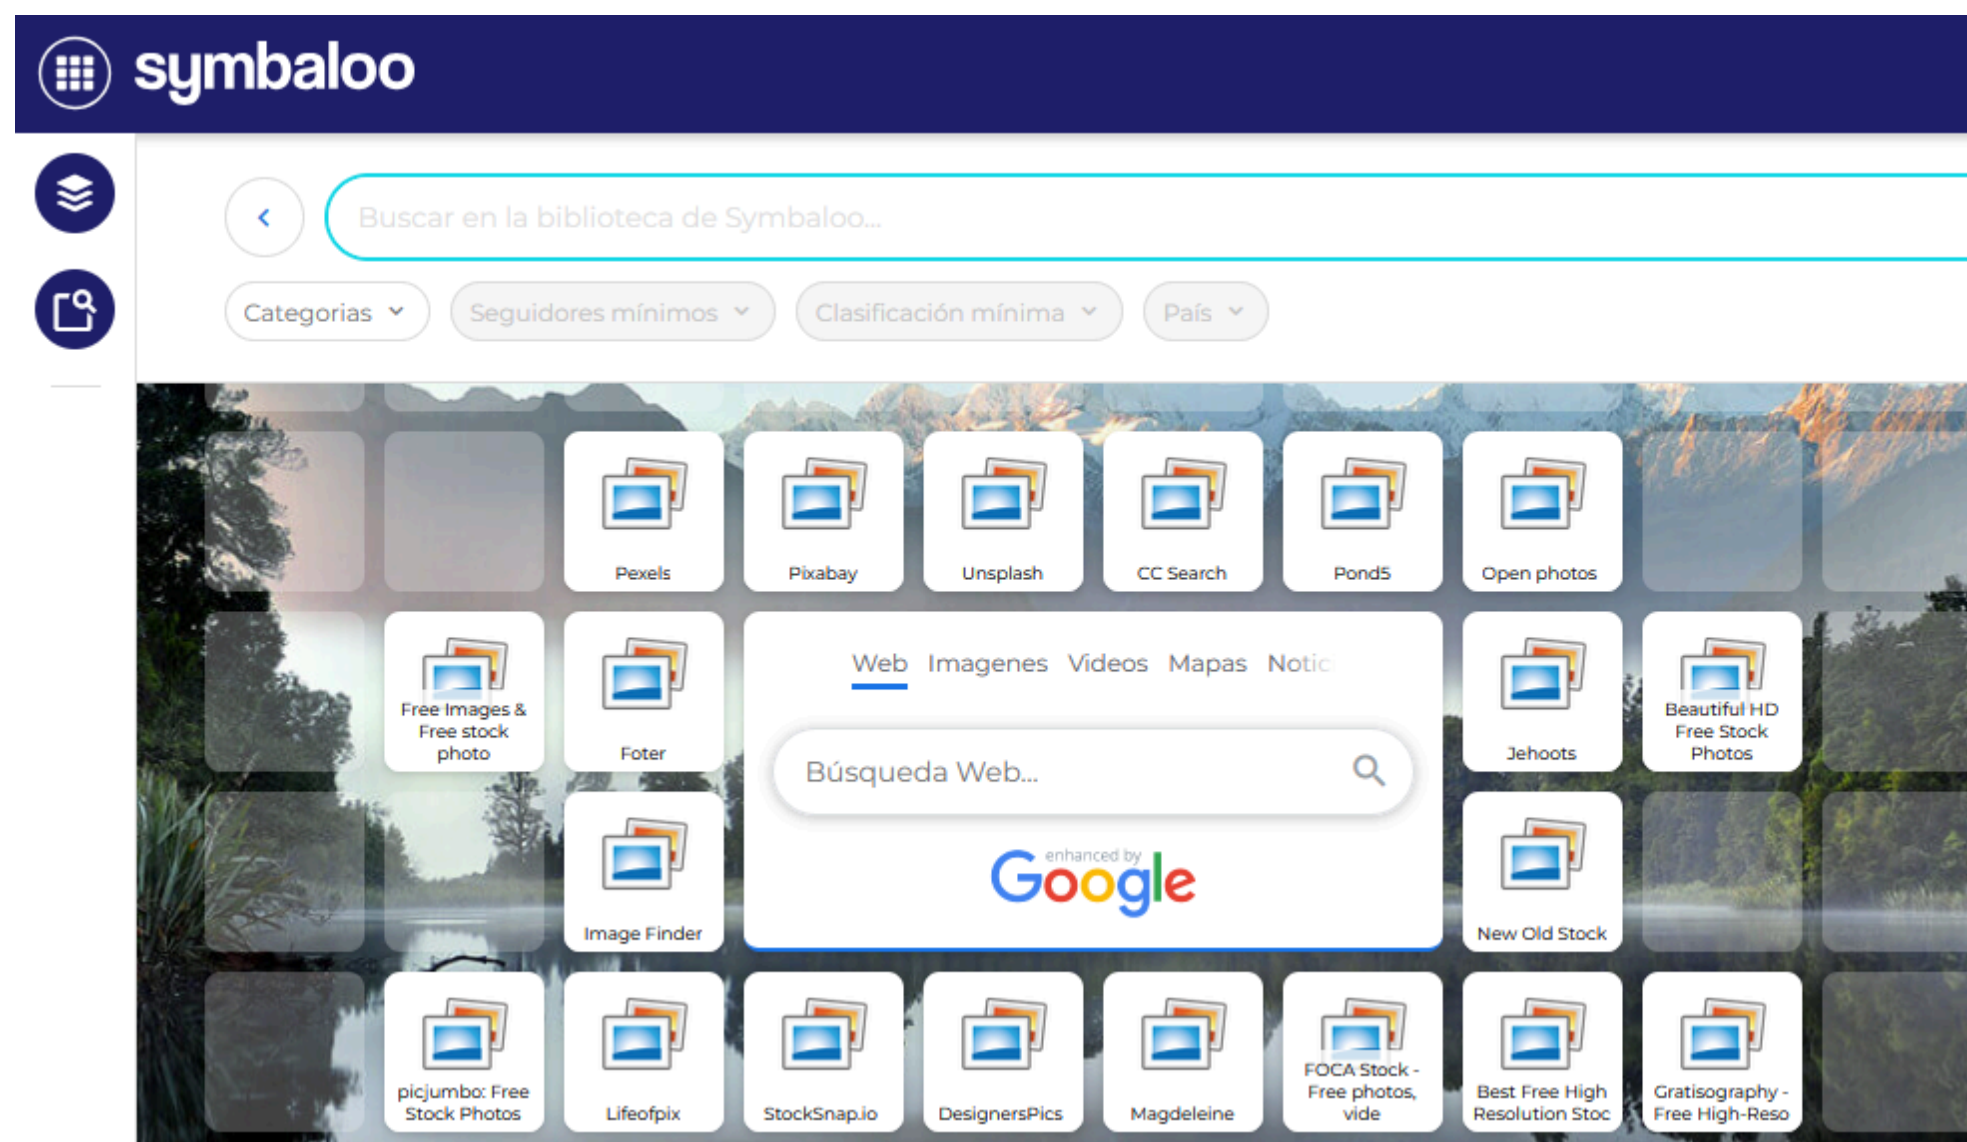 symbaloo
Buscar en la biblioteca de Symbaloo...
Categorias
Seguidores mínimos
Clasificación mínima
País
Pexels
Pixabay
Unsplash
CC Search
Pond5
Open photos
Free Images &
Free stock
photo
Foter
Web Imagenes Videos Mapas Notic
Búsqueda Web...
enhanced by
Google
Jehoots
Beautiful HD
Free Stock
Photos
Image Finder
New Old Stock
picjumbo: Free
Stock Photos
Lifeofpix
StockSnap.io
DesignersPics
Magdeleine
FOCA Stock -
Free photos,
vide
Best Free High
Resolution Stoc
Gratisography -
Free High-Reso